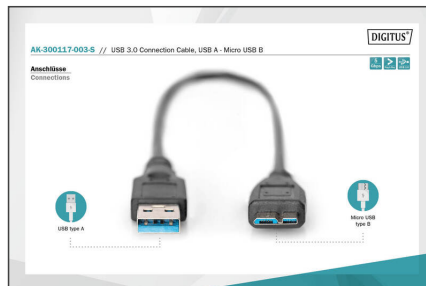 DIGITUS®
AK-300117-003-S // USB 3.0 Connection Cable, USB A - Micro USB B
Anschlüsse
Connections
USB type A
Micro USB
type B